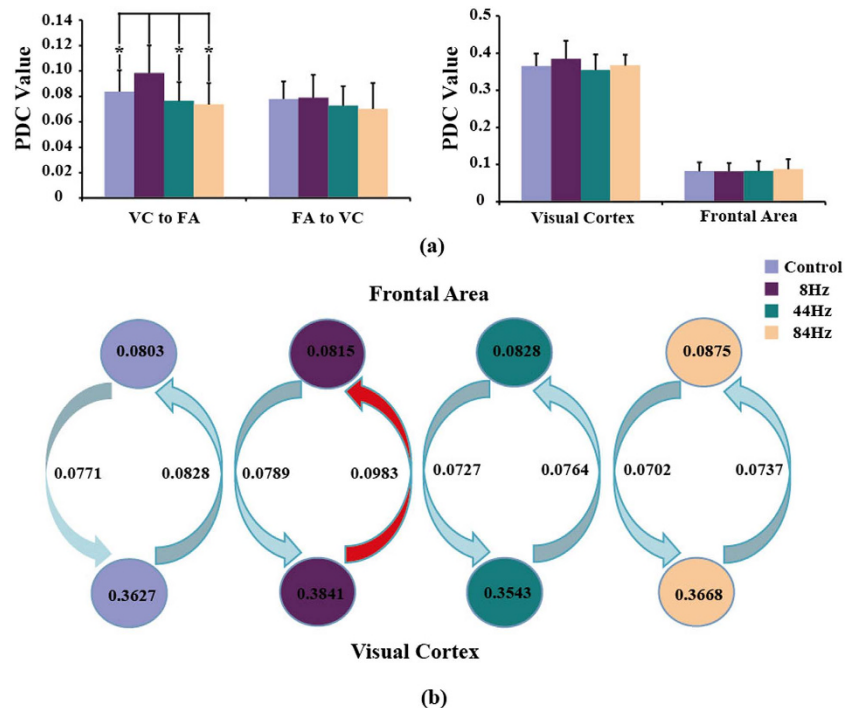 0.14
0.12
0.10
0.08
0.06
0.04
0.02
0
PDC Value
* * *
VC to FA FA to VC
0.5
0.4
0.3
0.2
0.1
0
PDC Value
Visual Cortex Frontal Area
(a)
Control
8Hz
44Hz
84Hz
Frontal Area
0.0803 0.0815 0.0828 0.0875
0.0771 0.0828 0.0789 0.0983 0.0727 0.0764 0.0702 0.0737
0.3627 0.3841 0.3543 0.3668
Visual Cortex
(b)